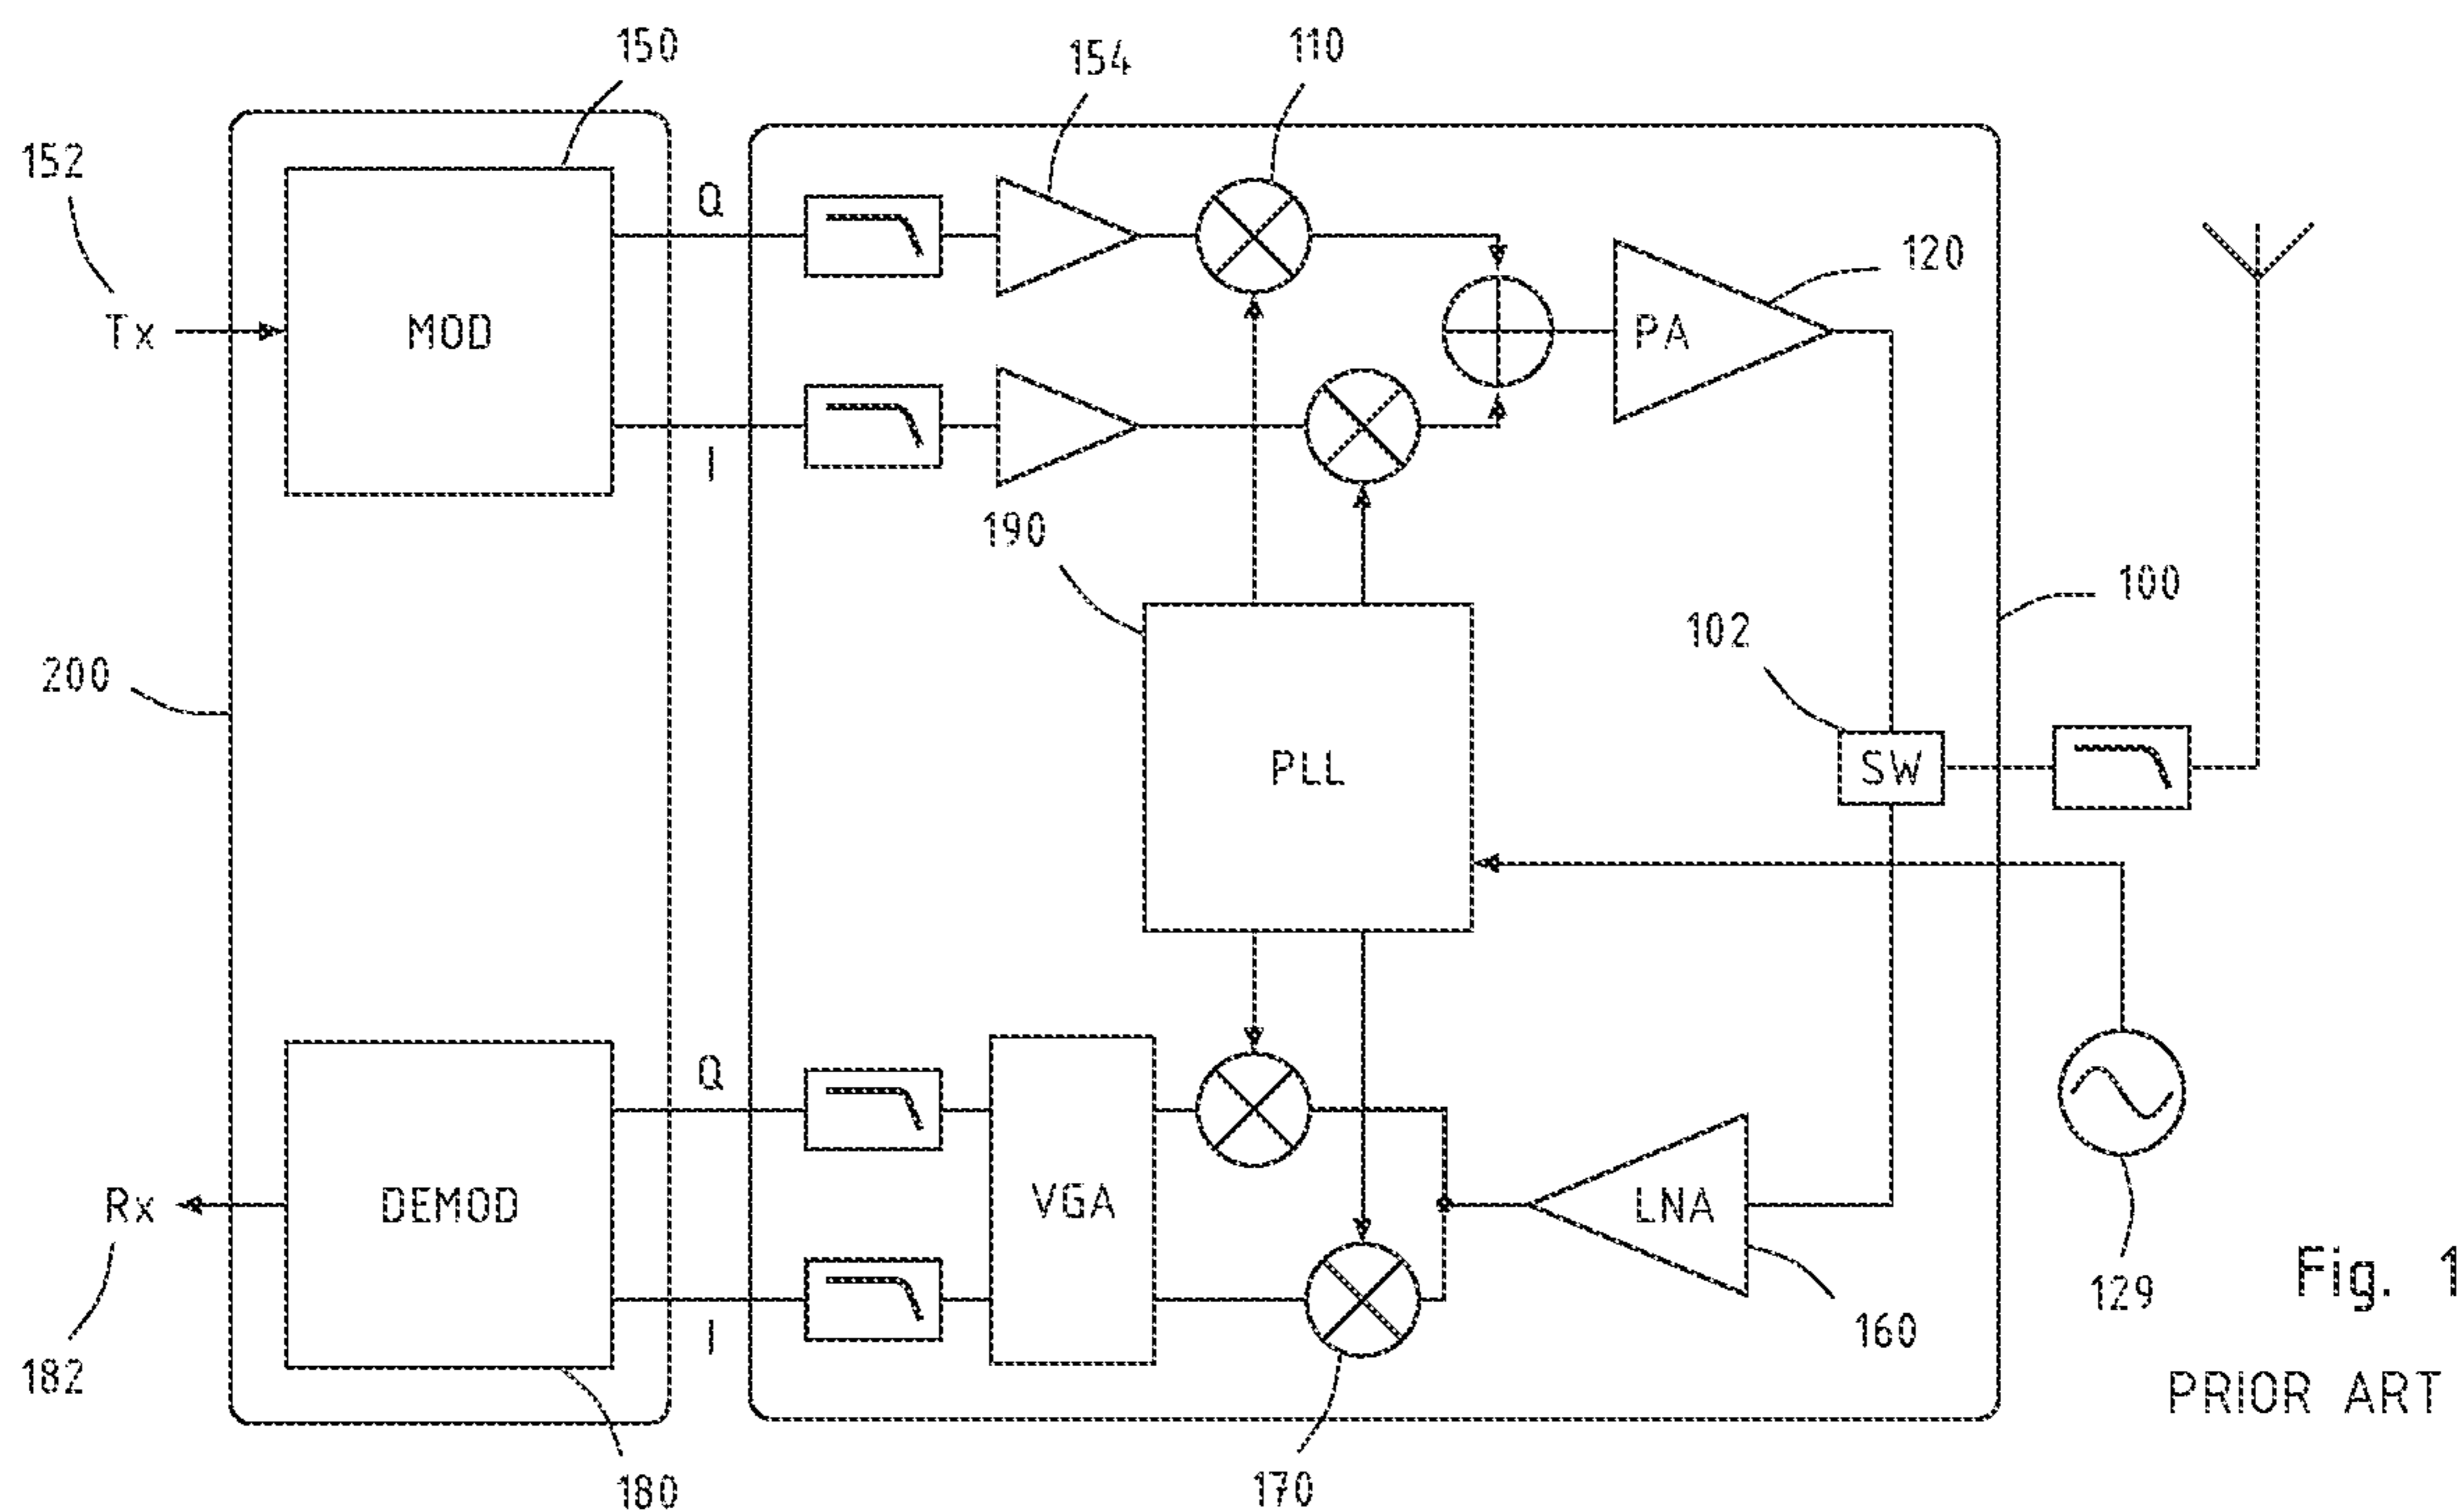 150
154
110
152
Q
120
Tx
MOD
PA
I
190
100
102
200
PLL
SW
Q
Rx
DEMOD
VGA
LNA
Fig. 1
129
160
I
182
PRIOR ART
180
170